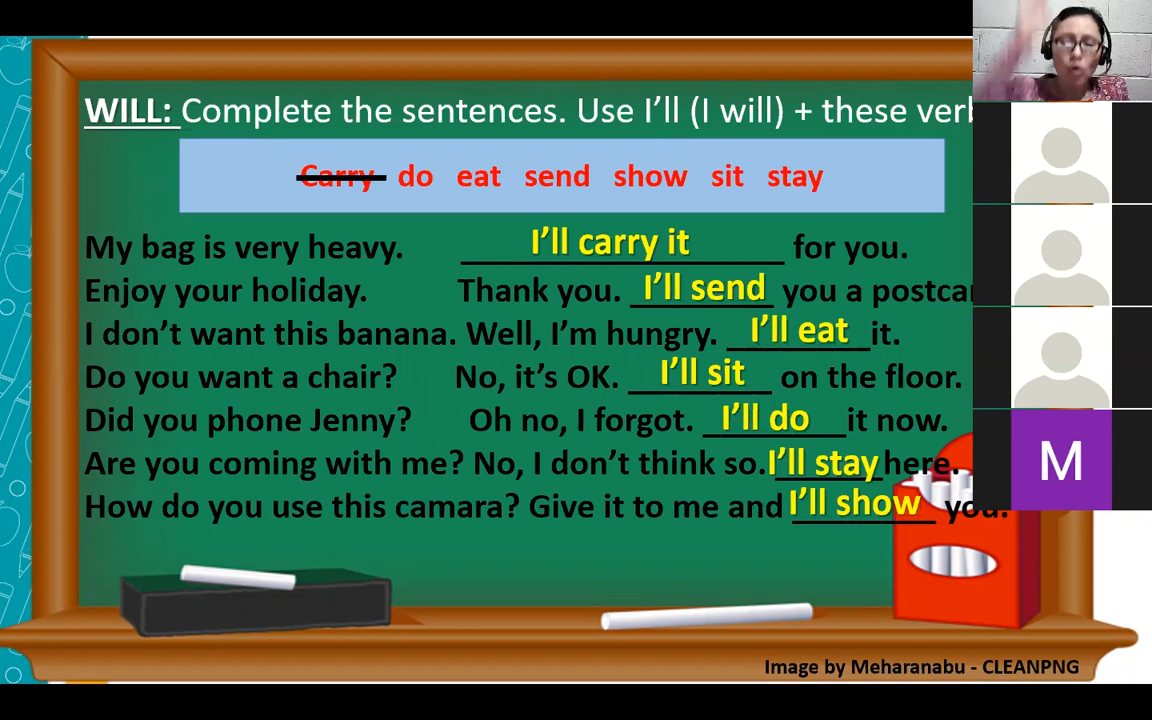 WILL: Complete the sentences. Use I'll (I will) + these
Carry do eat send show sit stay
My bag is very heavy. I'll carry it for you.
Enjoy your holiday. Thank you. I'll send you a
I don't want this banana. Well, I'm hungry. I'll eat it.
Do you want a chair? No, it's OK. I'll sit on the floor.
Did you phone Jenny? Oh no, I forgot. I'll do it now.
Are you coming with me? No, I don't think so. I'll stay here.
How do you use this camara? Give it to me and I'll show you.
M
Image by Meharanabu - CLEANPNG